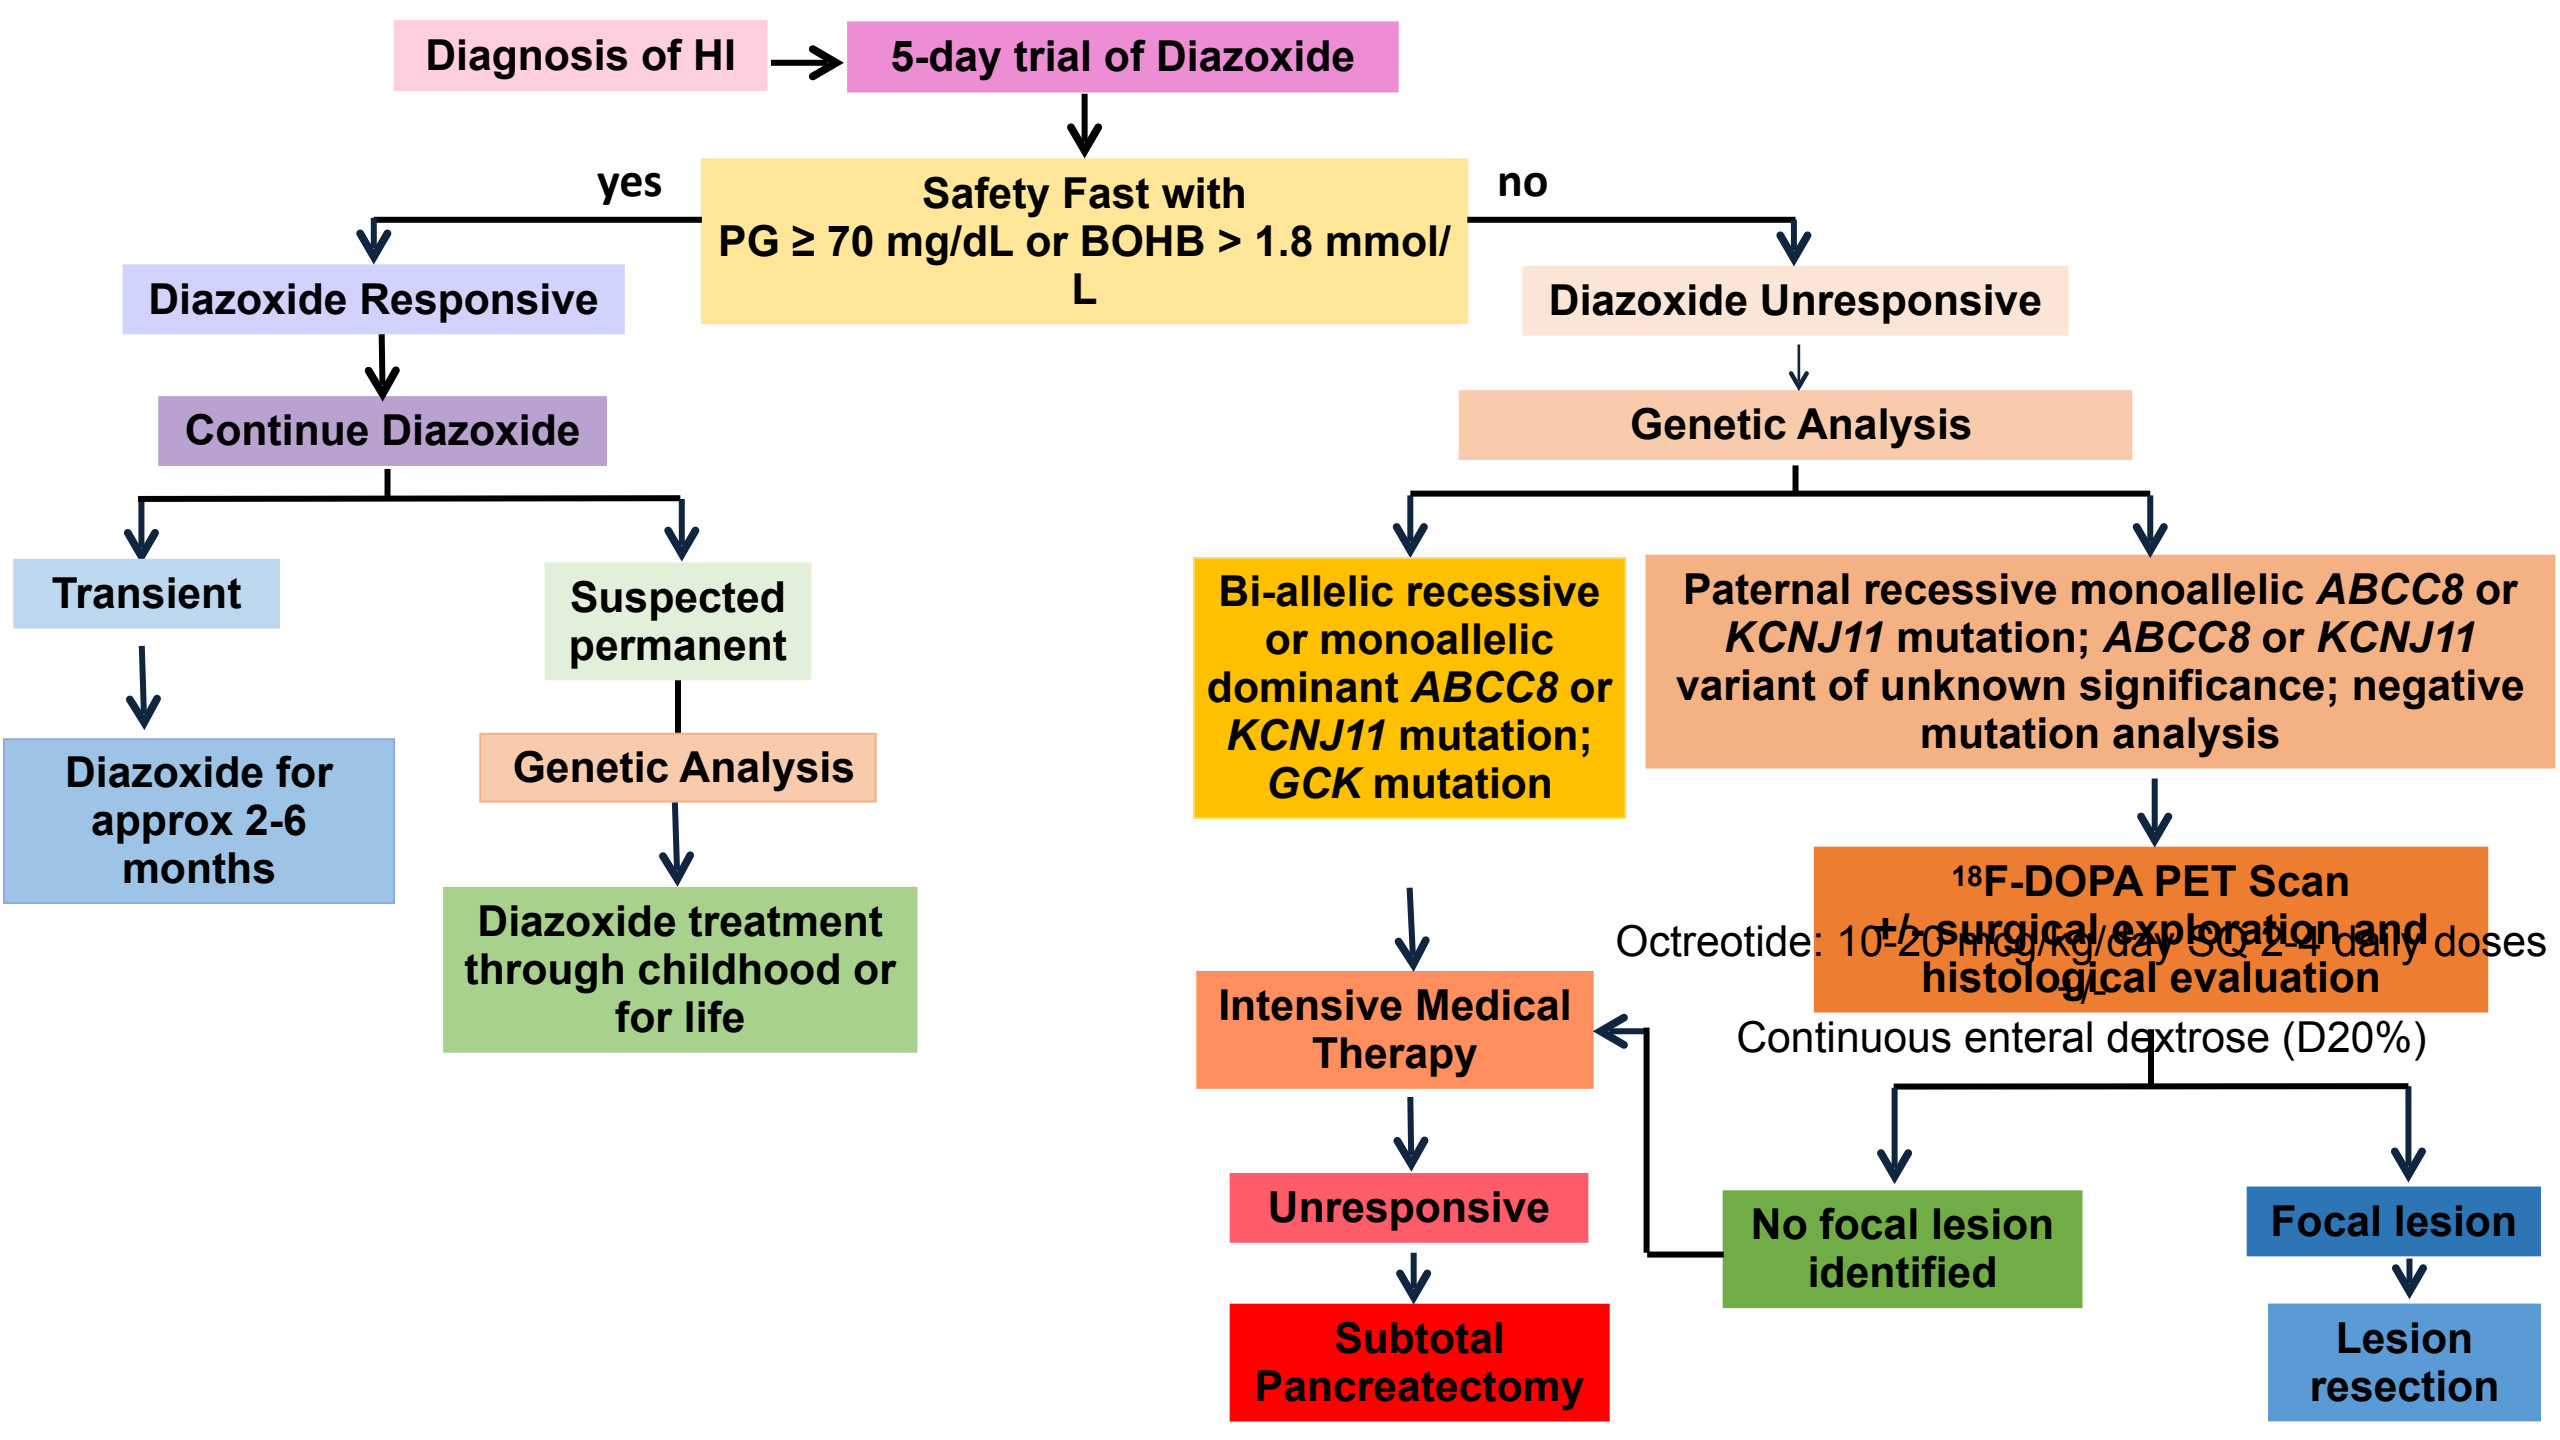 Diagnosis of HI
5-day trial of Diazoxide
yes
Safety Fast with
PG ≥ 70 mg/dL or BOHB > 1.8 mmol/
L
no
Diazoxide Responsive
Diazoxide Unresponsive
Continue Diazoxide
Genetic Analysis
Transient
Suspected
permanent
Bi-allelic recessive
or monoallelic
dominant ABCC8 or
KCNJ11 mutation;
GCK mutation
Paternal recessive monoallelic ABCC8 or
KCNJ11 mutation; ABCC8 or KCNJ11
variant of unknown significance; negative
mutation analysis
Diazoxide for
approx 2-6
months
Genetic Analysis
Diazoxide treatment
through childhood or
for life
¹⁸F-DOPA PET Scan
+/- surgical exploration and
histological evaluation
Octreotide: 10-20 mcg/kg/day SQ 2-4 daily doses
+/-
Continuous enteral dextrose (D20%)
Intensive Medical
Therapy
Unresponsive
No focal lesion
identified
Focal lesion
Subtotal
Pancreatectomy
Lesion
resection